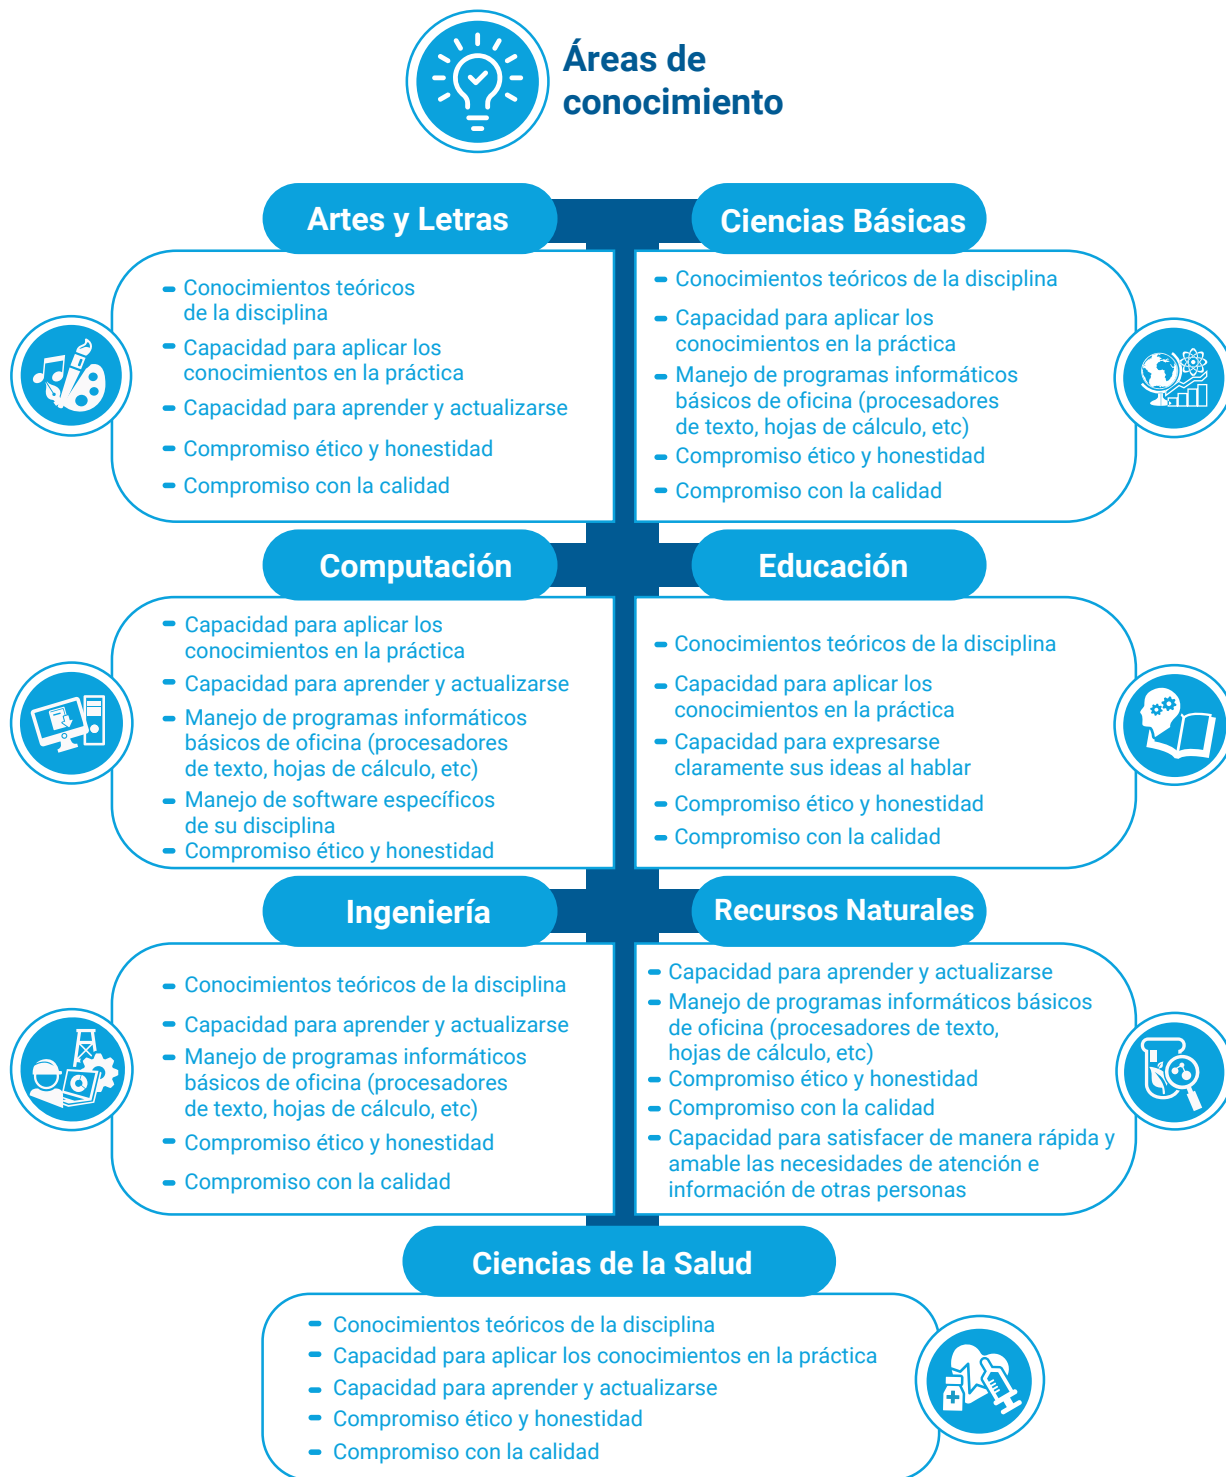 Áreas de
conocimiento
Artes y Letras
- Conocimientos teóricos
de la disciplina
- Capacidad para aplicar los
conocimientos en la práctica
- Capacidad para aprender y actualizarse
- Compromiso ético y honestidad
- Compromiso con la calidad
Ciencias Básicas
- Conocimientos teóricos de la disciplina
- Capacidad para aplicar los
conocimientos en la práctica
- Manejo de programas informáticos
básicos de oficina (procesadores
de texto, hojas de cálculo, etc)
- Compromiso ético y honestidad
- Compromiso con la calidad
Computación
- Capacidad para aplicar los
conocimientos en la práctica
- Capacidad para aprender y actualizarse
- Manejo de programas informáticos
básicos de oficina (procesadores
de texto, hojas de cálculo, etc)
- Manejo de software específicos
de su disciplina
- Compromiso ético y honestidad
Educación
- Conocimientos teóricos de la disciplina
- Capacidad para aplicar los
conocimientos en la práctica
- Capacidad para expresarse
claramente sus ideas al hablar
- Compromiso ético y honestidad
- Compromiso con la calidad
Ingeniería
- Conocimientos teóricos de la disciplina
- Capacidad para aprender y actualizarse
- Manejo de programas informáticos
básicos de oficina (procesadores
de texto, hojas de cálculo, etc)
- Compromiso ético y honestidad
- Compromiso con la calidad
Recursos Naturales
- Capacidad para aprender y actualizarse
- Manejo de programas informáticos básicos
de oficina (procesadores de texto,
hojas de cálculo, etc)
- Compromiso ético y honestidad
- Compromiso con la calidad
- Capacidad para satisfacer de manera rápida y
amable las necesidades de atención e
información de otras personas
Ciencias de la Salud
- Conocimientos teóricos de la disciplina
- Capacidad para aplicar los conocimientos en la práctica
- Capacidad para aprender y actualizarse
- Compromiso ético y honestidad
- Compromiso con la calidad